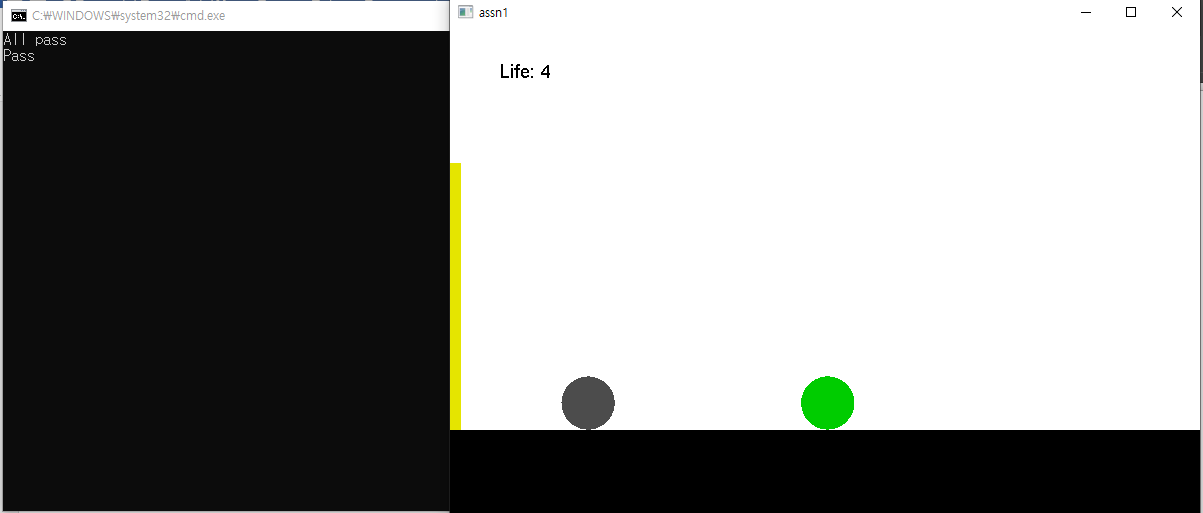 C:₩WINDOWS₩system32₩cmd.exe
All pass
Pass
assn1
Life: 4